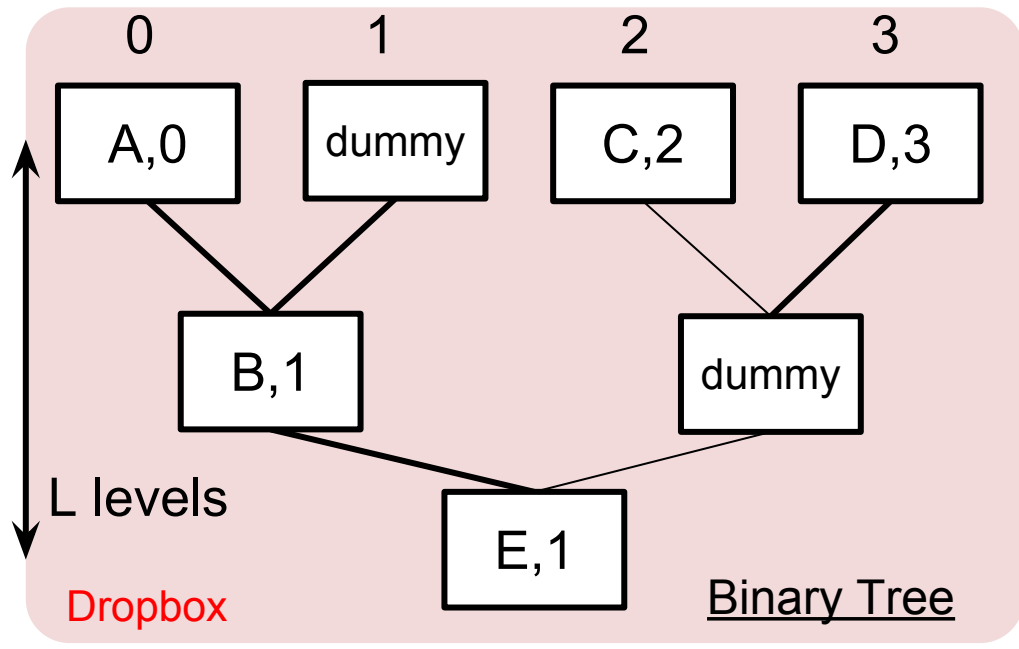 0 1 2 3
A,0 dummy C,2 D,3
B,1 dummy
L levels
E,1
Dropbox Binary Tree